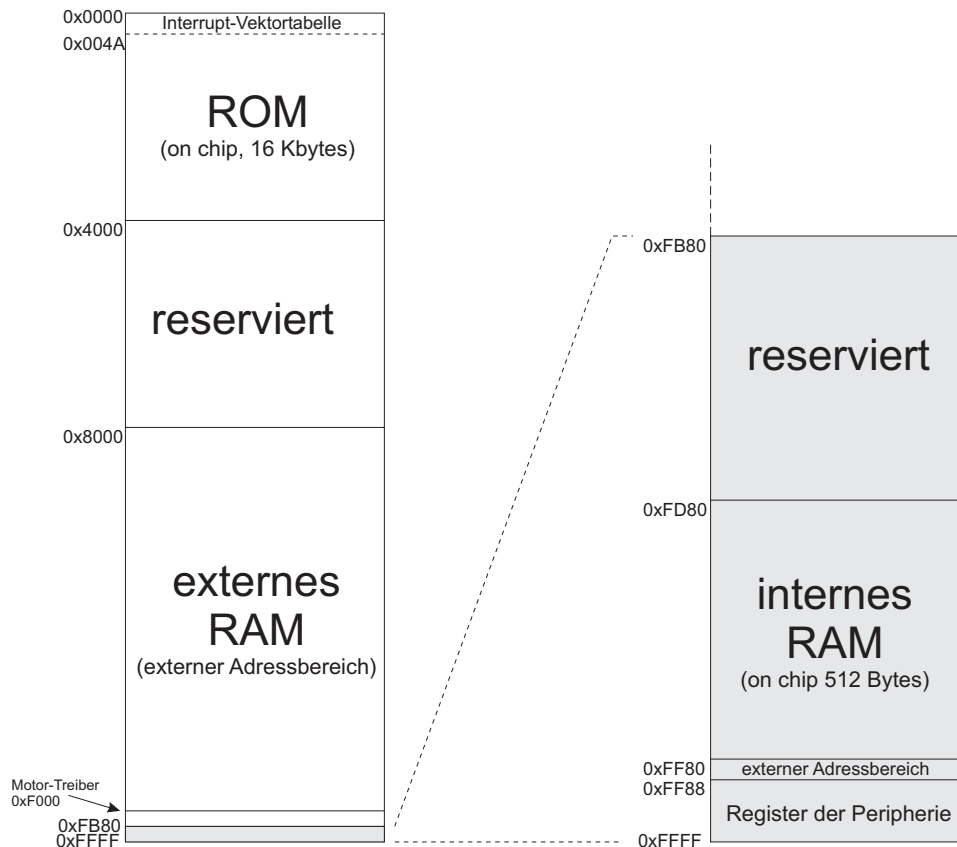 0x0000
Interrupt-Vektortabelle
0x004A
ROM
(on chip, 16 Kbytes)
0x4000
reserviert
0x8000
externes
RAM
(externer Adressbereich)
Motor-Treiber
0xF000
0xFB80
0xFFFF
0xFB80
reserviert
0xFD80
internes
RAM
(on chip 512 Bytes)
0xFF80
externer Adressbereich
0xFF88
Register der Peripherie
0xFFFF